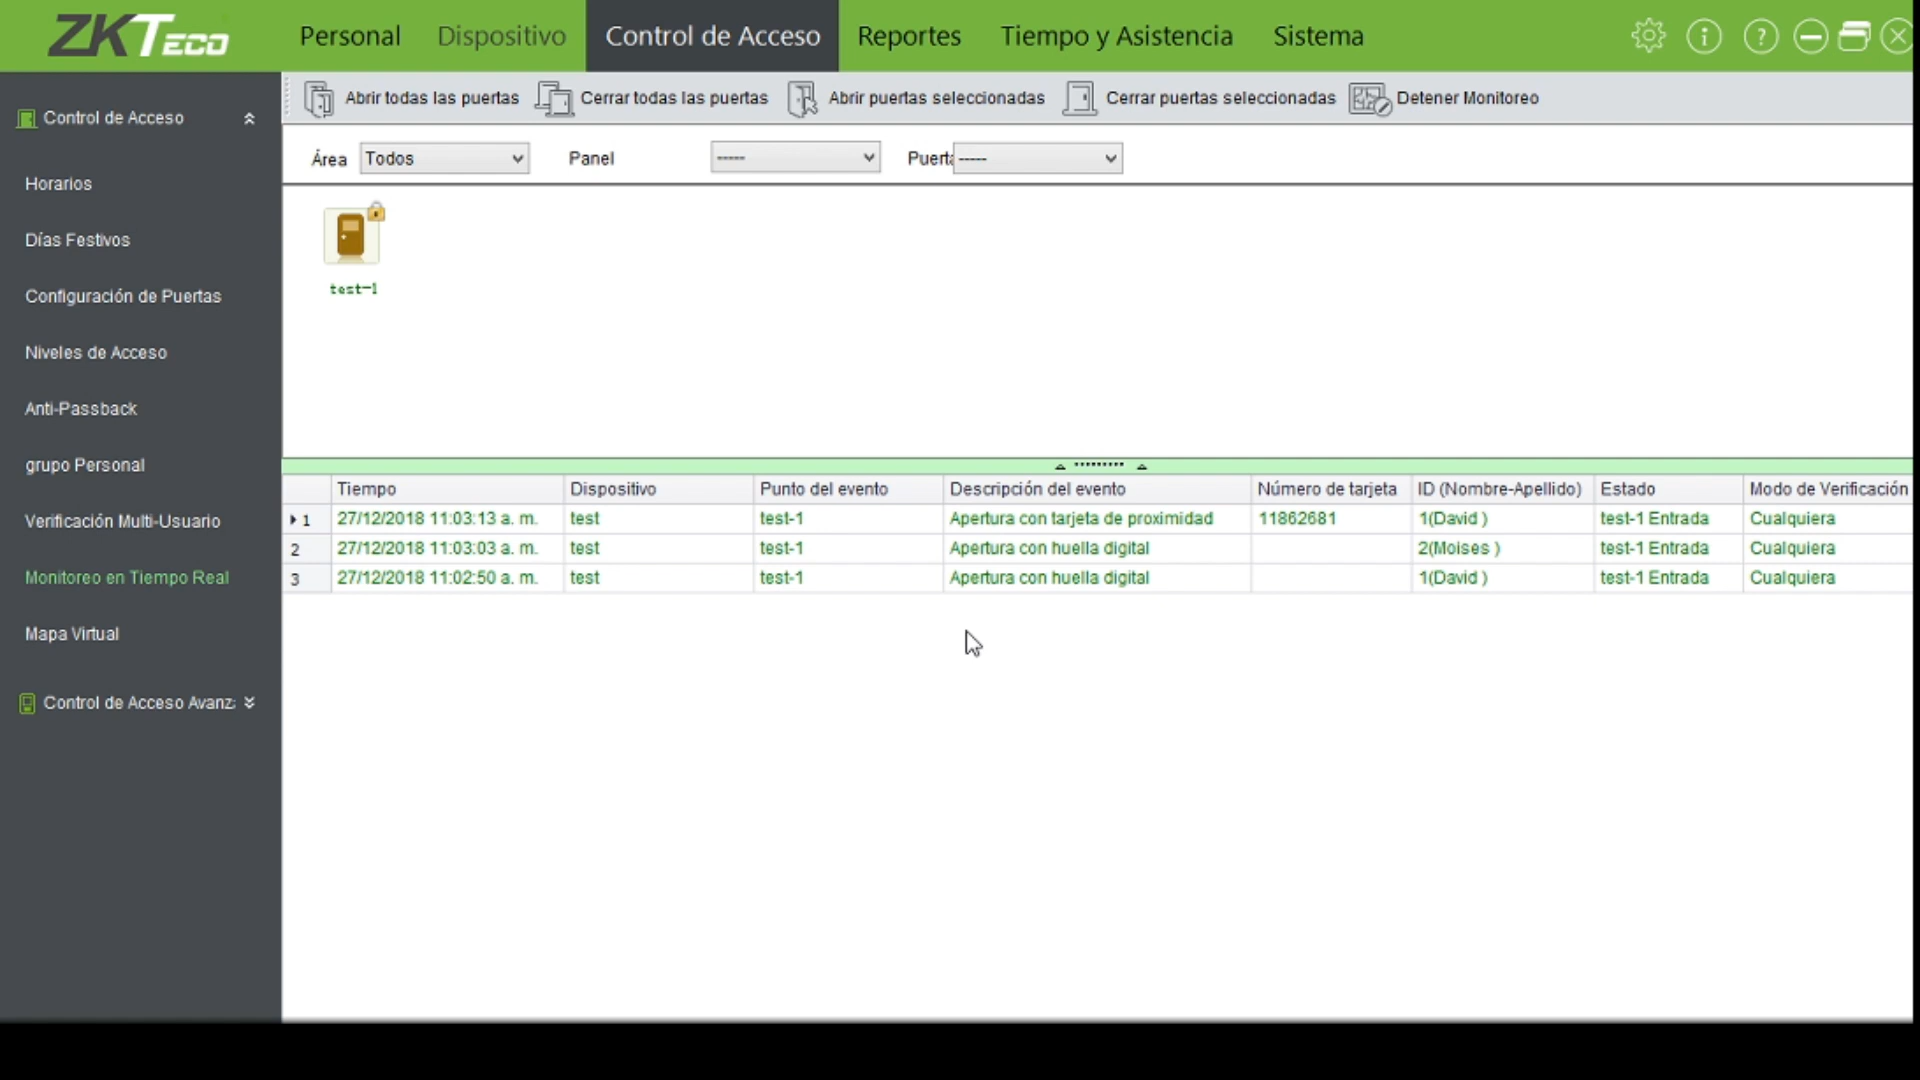 ZKTECO Personal Dispositivo Control de Acceso Reportes Tiempo y Asistencia Sistema
Abrir todas las puertas Cerrar todas las puertas Abrir puertas seleccionadas Cerrar puertas seleccionadas Detener Monitoreo
Control de Acceso
Horarios
Días Festivos
Configuración de Puertas
Niveles de Acceso
Anti-Passback
grupo Personal
Verificación Multi-Usuario
Monitoreo en Tiempo Real
Mapa Virtual
Control de Acceso Avanz
Área Todos Panel ----- Puerta -----
test-1
Tiempo Dispositivo Punto del evento Descripción del evento Número de tarjeta ID (Nombre-Apellido) Estado Modo de Verificación
1 27/12/2018 11:03:13 a. m. test test-1 Apertura con tarjeta de proximidad 11862681 1(David ) test-1 Entrada Cualquiera
2 27/12/2018 11:03:03 a. m. test test-1 Apertura con huella digital 2(Moises ) test-1 Entrada Cualquiera
3 27/12/2018 11:02:50 a. m. test test-1 Apertura con huella digital 1(David ) test-1 Entrada Cualquiera